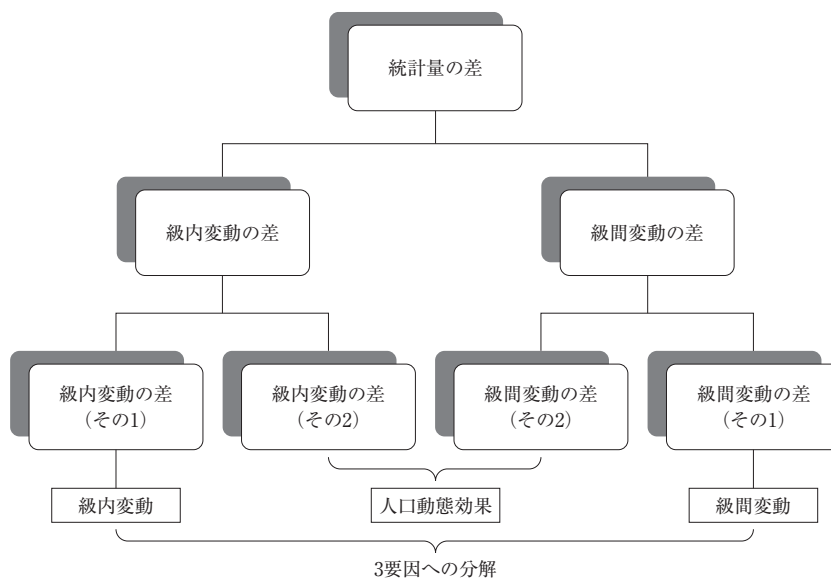 統計量の差
級内変動の差
級間変動の差
級内変動の差
（その1）
級内変動の差
（その2）
級間変動の差
（その2）
級間変動の差
（その1）
級内変動
人口動態効果
級間変動
3要因への分解